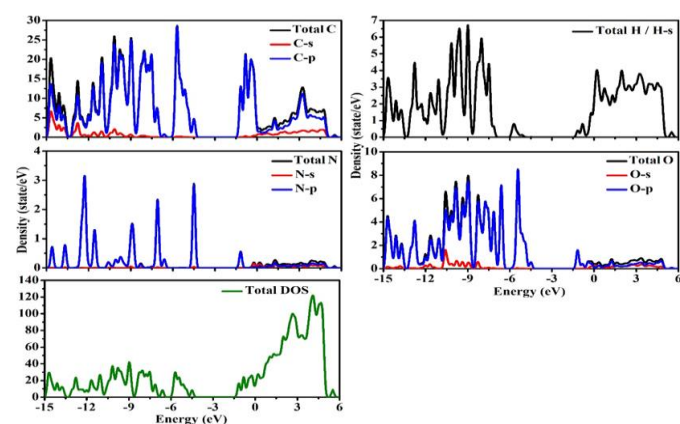 30
25
20
15
10
5
0
Total C
C-s
C-p
7
6
5
4
3
2
1
0
Total H / H-s
Density (state/eV)
4
3
2
1
0
Total N
N-s
N-p
Density (state/eV)
10
8
6
4
2
0
Total O
O-s
O-p
-15 -12 -9 -6 -3 0 3 6
Energy (eV)
140
120
100
80
60
40
20
0
Total DOS
-15 -12 -9 -6 -3 0 3 6
Energy (eV)